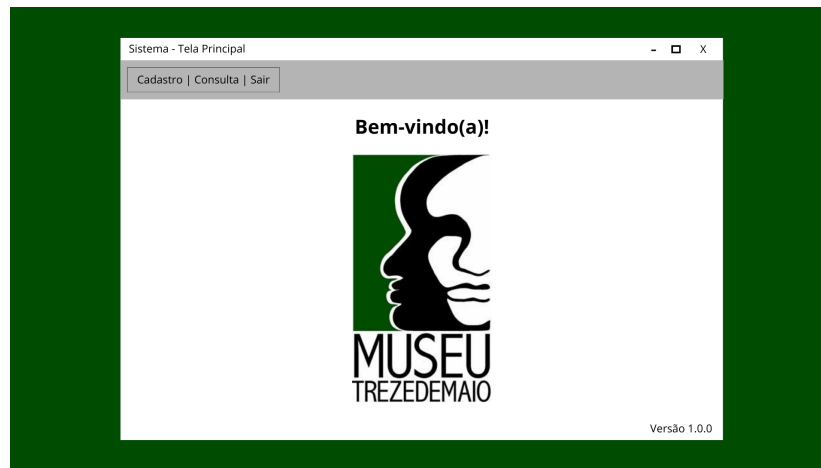 Sistema - Tela Principal
- X
Cadastro | Consulta | Sair
Bem-vindo(a)!
MUSEU
TREZEDEMAIO
Versão 1.0.0